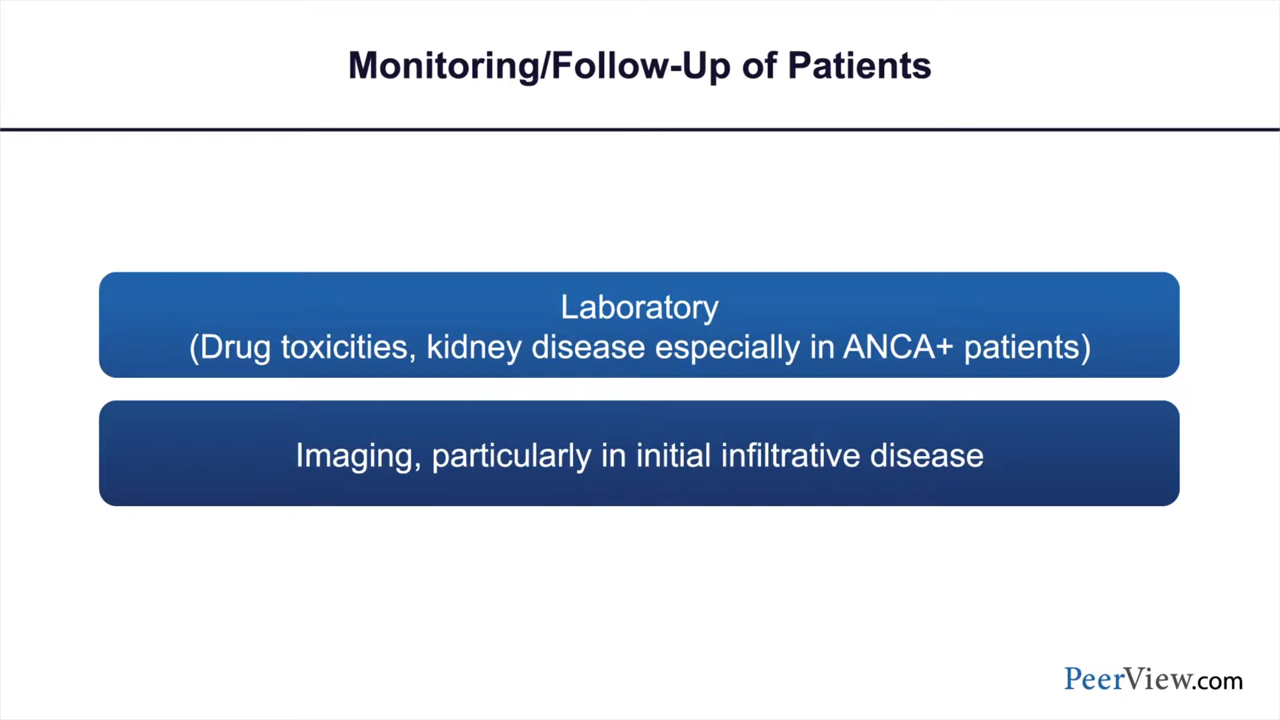 Monitoring/Follow-Up of Patients
Laboratory
(Drug toxicities, kidney disease especially in ANCA+ patients)
Imaging, particularly in initial infiltrative disease
PeerView.com